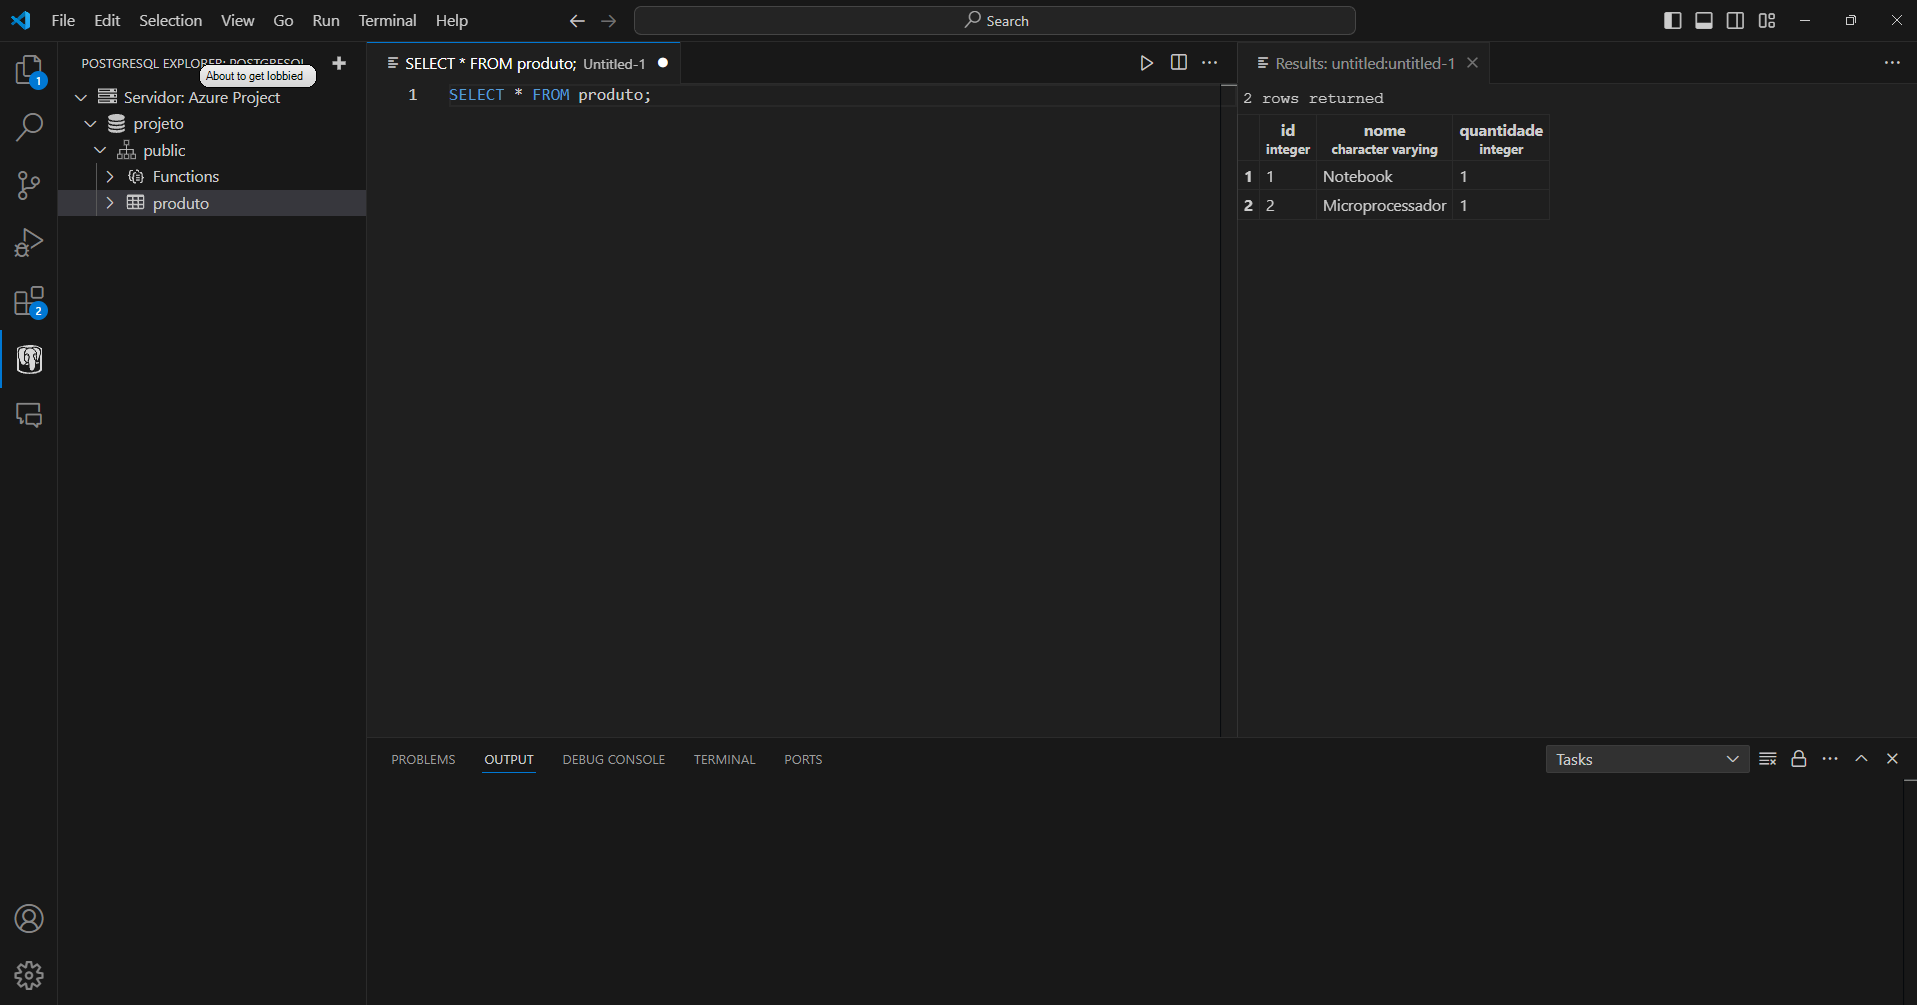 File Edit Selection View Go Run Terminal Help
Search
1
2
POSTGRESQL EXPLORER: POSTGRESQL
About to get lobbied
Servidor: Azure Project
projeto
public
Functions
produto
SELECT * FROM produto; Untitled-1
1 SELECT * FROM produto;
Results: untitled:untitled-1
2 rows returned
id nome quantidade
integer character varying integer
1 1 Notebook 1
2 2 Microprocessador 1
PROBLEMS OUTPUT DEBUG CONSOLE TERMINAL PORTS
Tasks